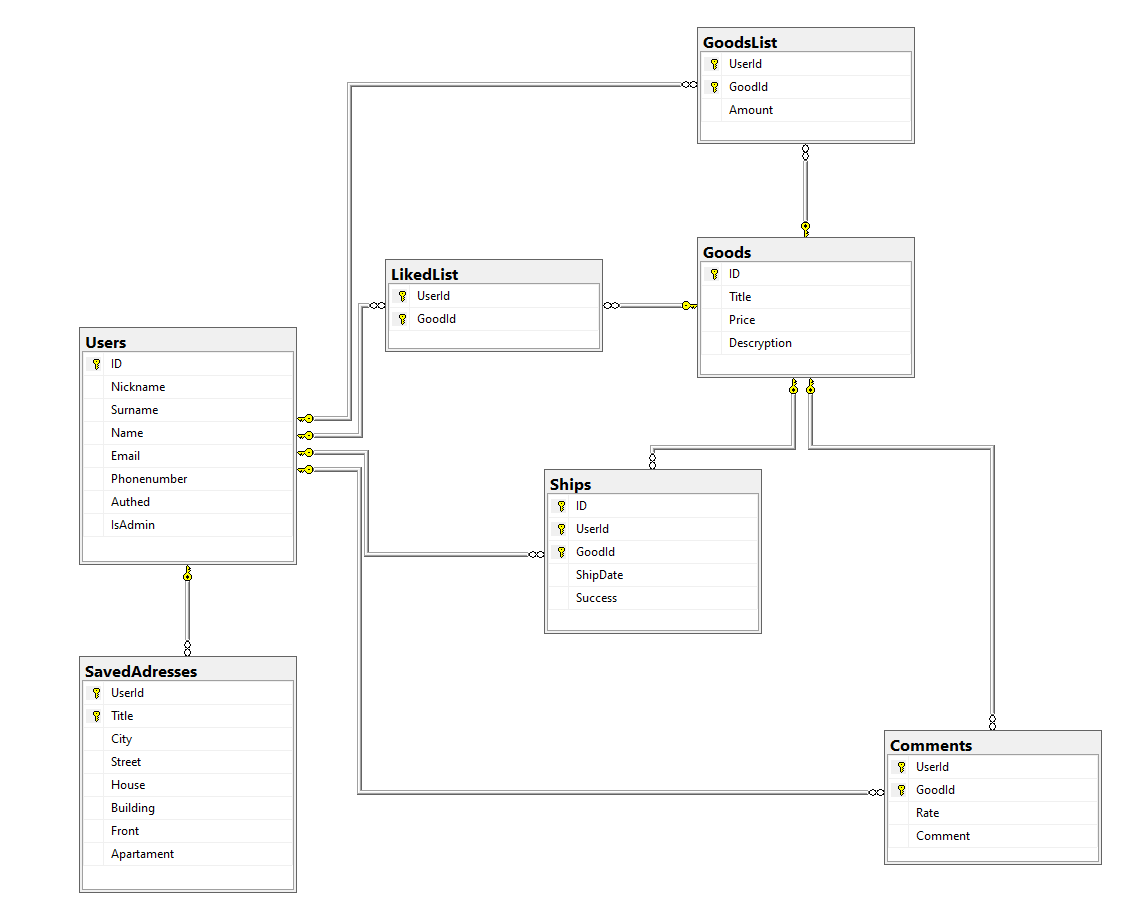 GoodsList
UserId
GoodId
Amount
Goods
ID
Title
Price
Descryption
LikedList
UserId
GoodId
Users
ID
Nickname
Surname
Name
Email
Phonenumber
Authed
IsAdmin
Ships
ID
UserId
GoodId
ShipDate
Success
SavedAdresses
UserId
Title
City
Street
House
Building
Front
Apartament
Comments
UserId
GoodId
Rate
Comment